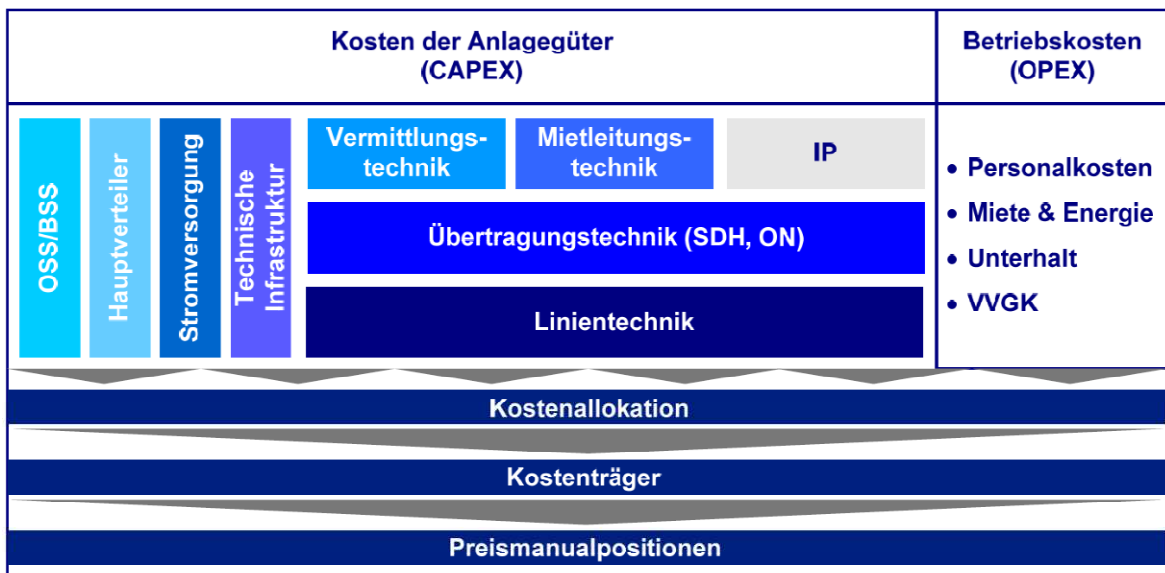 Kosten der Anlagegüter
(CAPEX)
Betriebskosten
(OPEX)
OSS/BSS
Hauptverteiler
Stromversorgung
Technische
Infrastruktur
Vermittlungs-
technik
Mietleitungs-
technik
IP
Übertragungstechnik (SDH, ON)
Linientechnik
• Personalkosten
• Miete & Energie
• Unterhalt
• VVGK
Kostenallokation
Kostenträger
Preismanualpositionen